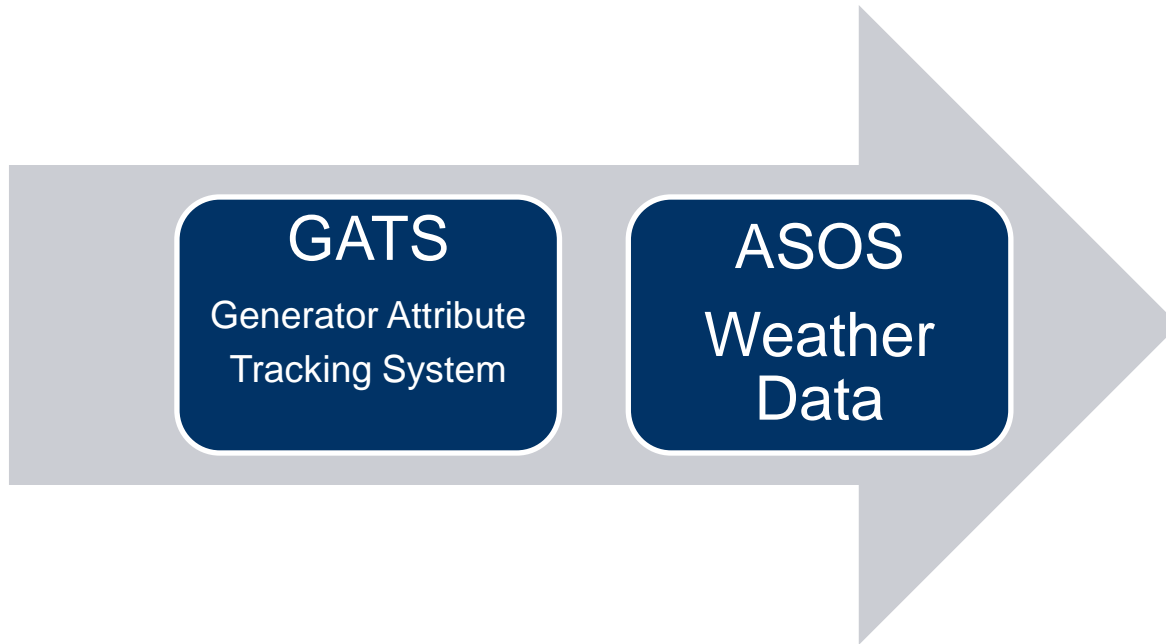 GATS
Generator Attribute
Tracking System
ASOS
Weather
Data